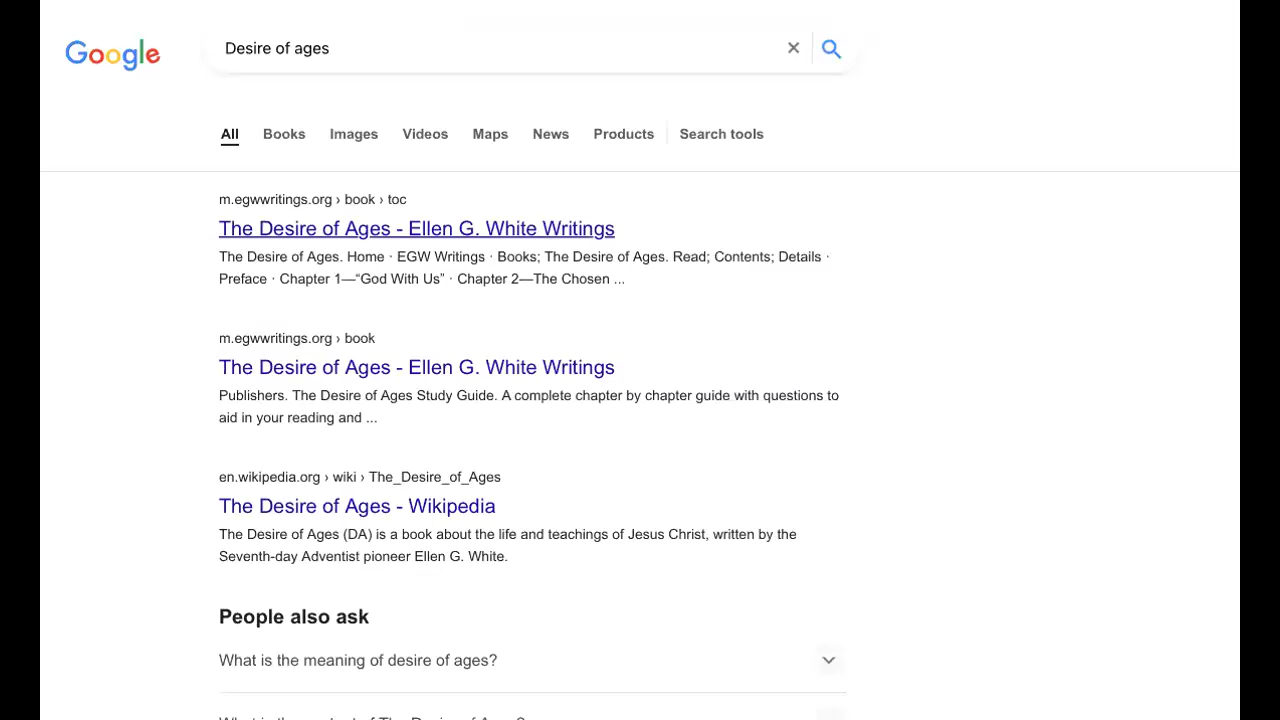 Google
Desire of ages
All Books Images Videos Maps News Products Search tools
m.egwwritings.org › book › toc
The Desire of Ages - Ellen G. White Writings
The Desire of Ages. Home · EGW Writings · Books; The Desire of Ages. Read; Contents; Details ·
Preface · Chapter 1—“God With Us” · Chapter 2—The Chosen ...
m.egwwritings.org › book
The Desire of Ages - Ellen G. White Writings
Publishers. The Desire of Ages Study Guide. A complete chapter by chapter guide with questions to
aid in your reading and ...
en.wikipedia.org › wiki › The_Desire_of_Ages
The Desire of Ages - Wikipedia
The Desire of Ages (DA) is a book about the life and teachings of Jesus Christ, written by the
Seventh-day Adventist pioneer Ellen G. White.
People also ask
What is the meaning of desire of ages?